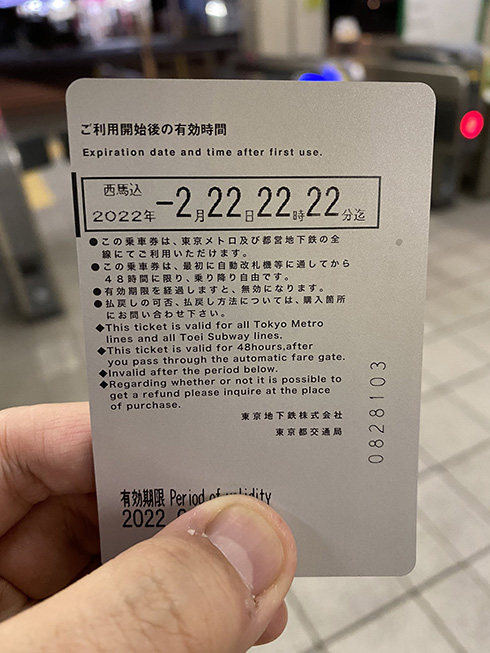 ご利用開始後の有効時間
Expiration date and time after first use.
西馬込
2022年 -2月22日22時22分迄
●この乗車券は、東京メトロ及び都営地下鉄の全
線にてご利用いただけます。
●この乗車券は、最初に自動改札機等に通してから
48時間に限り、乗り降り自由です。
●有効期限を経過しますと、無効になります。
●払戻しの可否、払戻し方法については、購入箇所
にお問い合わせ下さい。
◆This ticket is valid for all Tokyo Metro
lines and all Toei Subway lines.
◆This ticket is valid for 48hours,after
you pass through the automatic fare gate.
◆Invalid after the period below.
◆Regarding whether or not it is possible to
get a refund please inquire at the place
of purchase.
東京地下鉄株式会社
東京都交通局
0828103
有効期限 Period of validity
2022